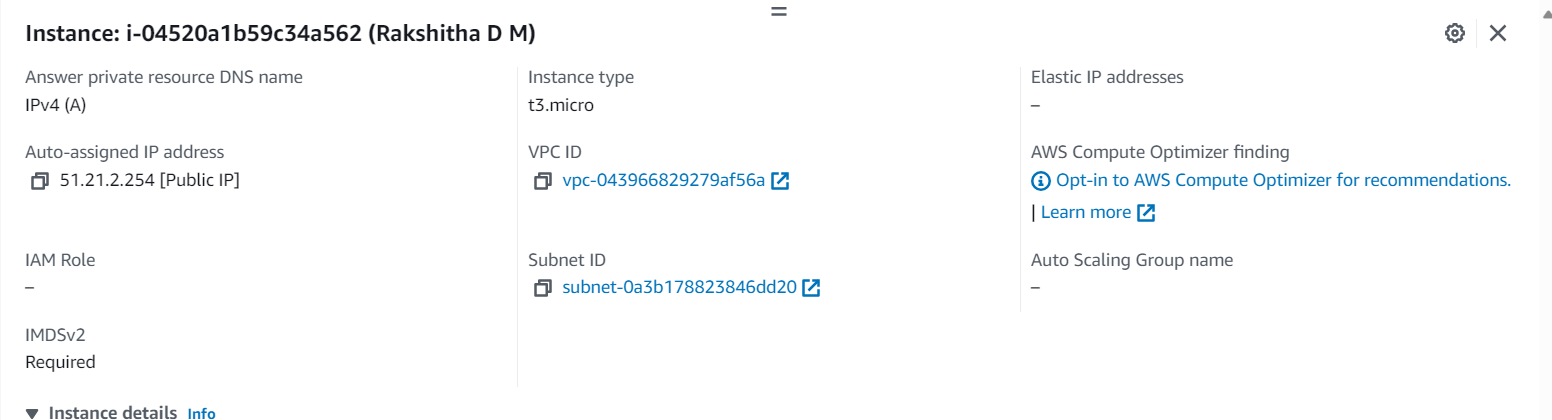 Instance: i-04520a1b59c34a562 (Rakshitha D M)
Answer private resource DNS name
IPv4 (A)
Instance type
t3.micro
Elastic IP addresses
–
Auto-assigned IP address
51.21.2.254 [Public IP]
VPC ID
vpc-043966829279af56a
AWS Compute Optimizer finding
Opt-in to AWS Compute Optimizer for recommendations.
| Learn more
IAM Role
–
Subnet ID
subnet-0a3b178823846dd20
Auto Scaling Group name
–
IMDSv2
Required
Instance details Info